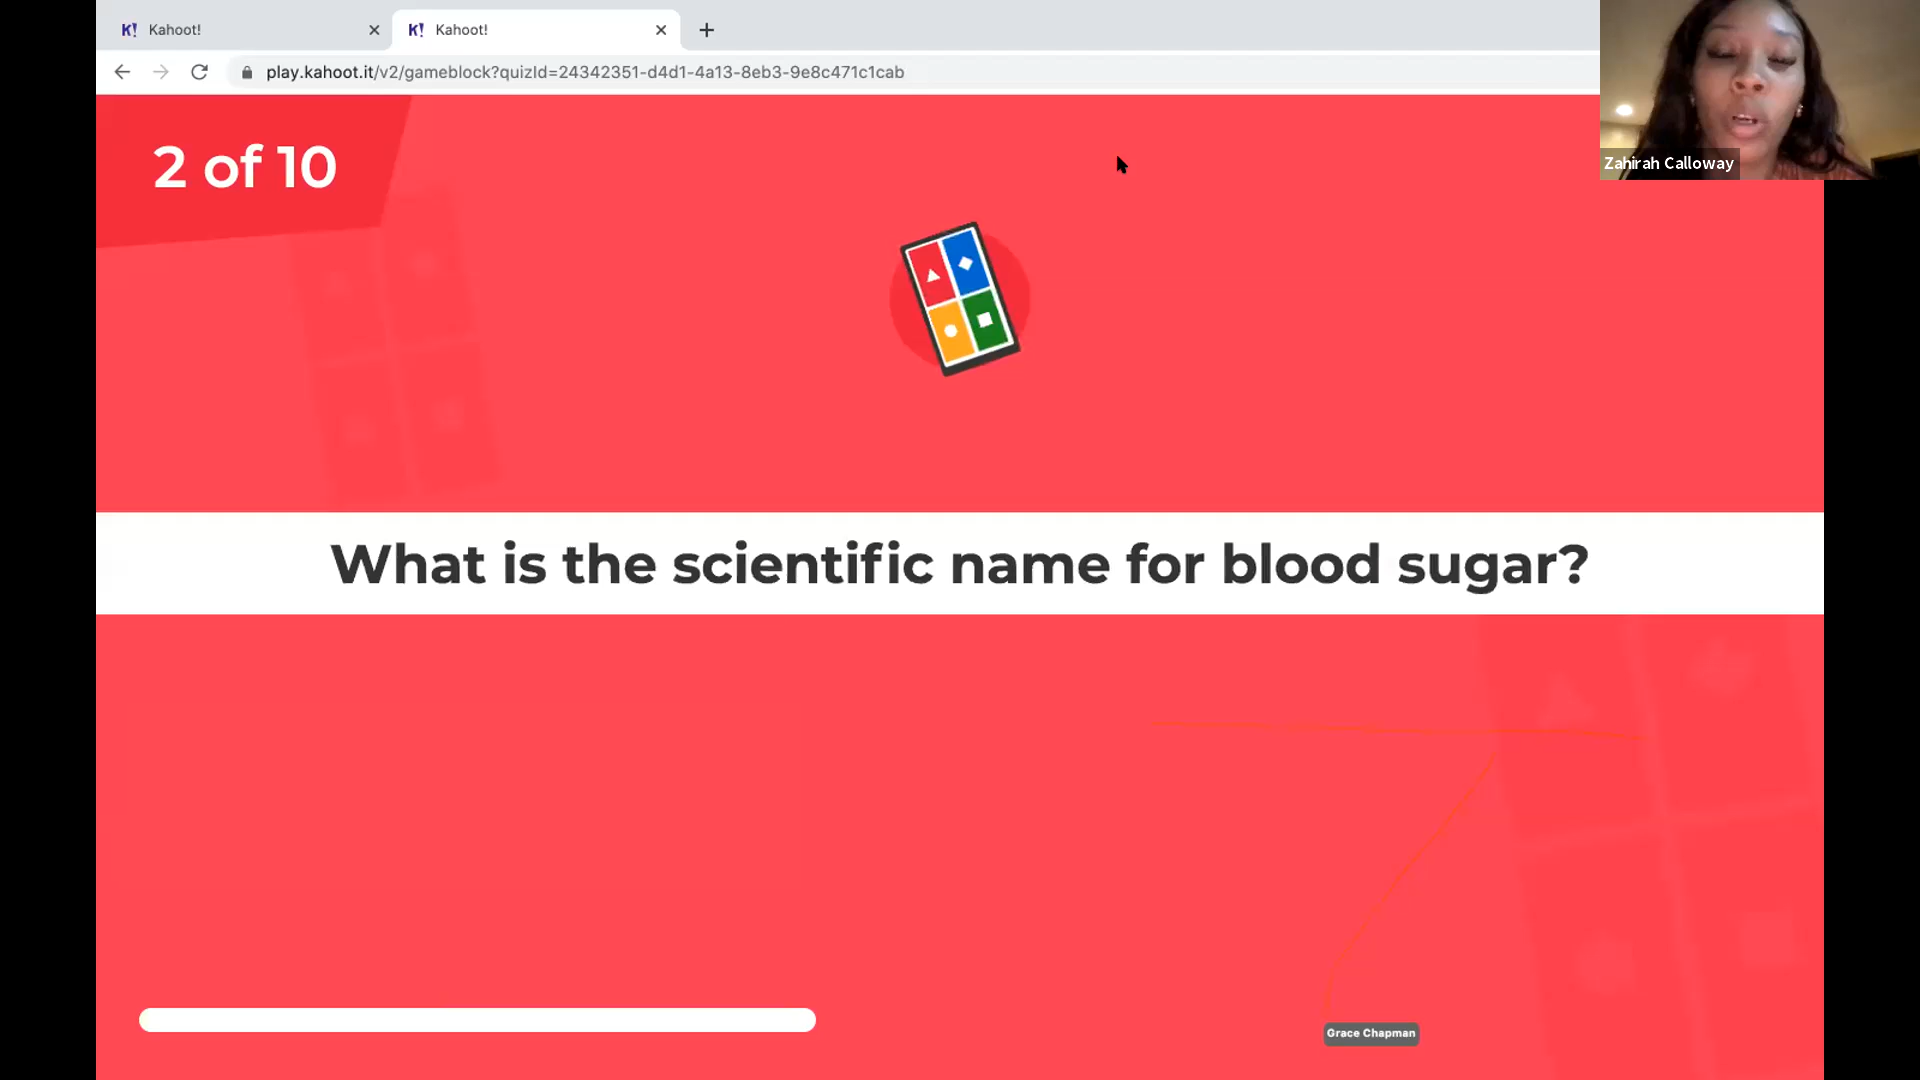 K! Kahoot!
K! Kahoot!
play.kahoot.it/v2/gameblock?quizId=24342351-d4d1-4a13-8eb3-9e8c471c1cab
Zahirah Calloway
2 of 10
What is the scientific name for blood sugar?
Grace Chapman